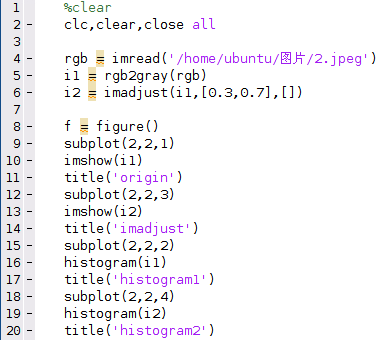 1 %clear
2 - clc,clear,close all
3
4 - rgb = imread('/home/ubuntu/图片/2.jpeg')
5 - i1 = rgb2gray(rgb)
6 - i2 = imadjust(i1,[0.3,0.7],[])
7
8 - f = figure()
9 - subplot(2,2,1)
10 - imshow(i1)
11 - title('origin')
12 - subplot(2,2,3)
13 - imshow(i2)
14 - title('imadjust')
15 - subplot(2,2,2)
16 - histogram(i1)
17 - title('histogram1')
18 - subplot(2,2,4)
19 - histogram(i2)
20 - title('histogram2')